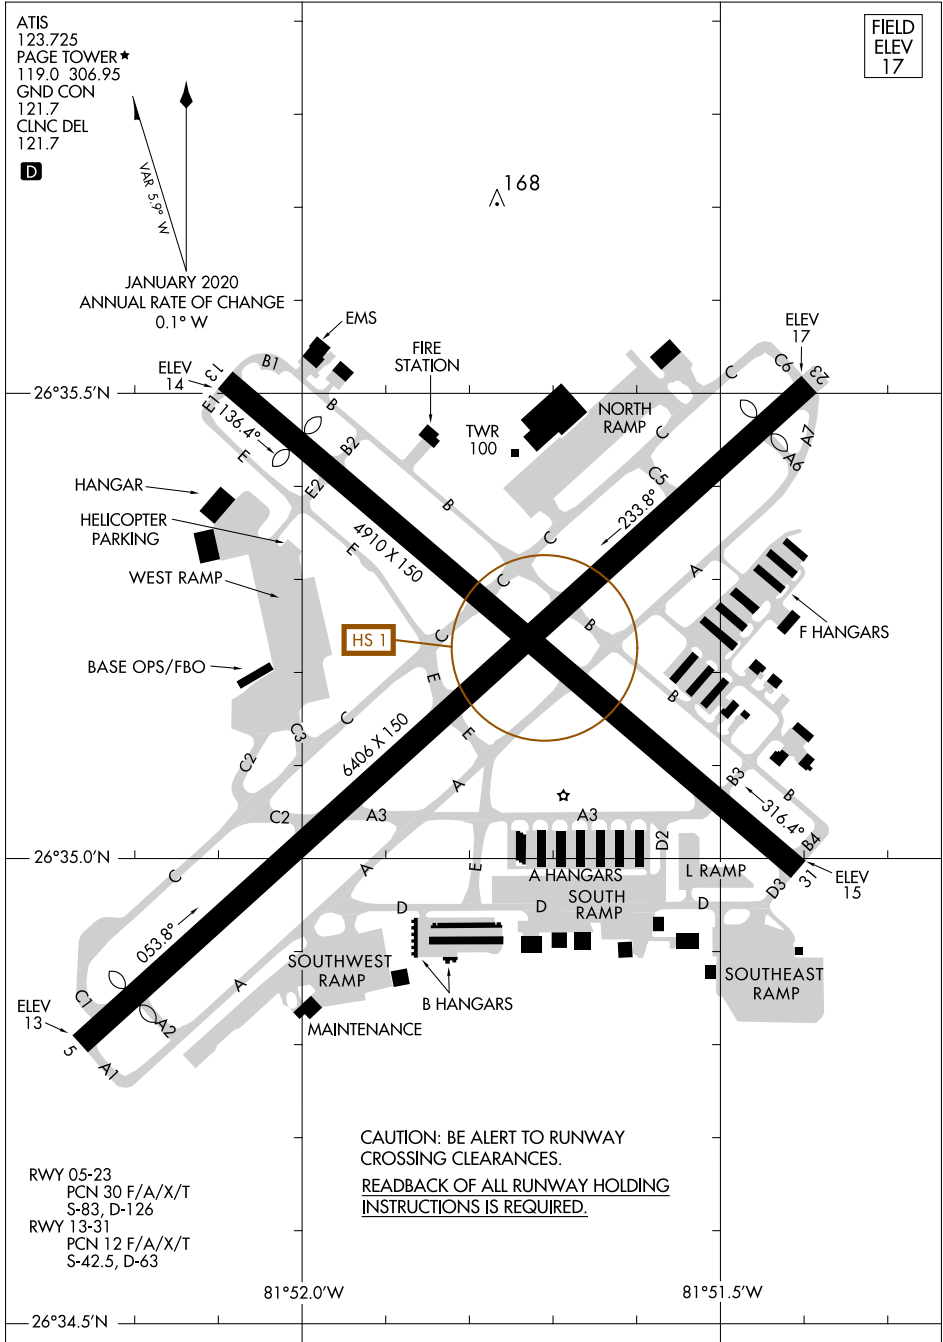 ATIS
123.725
PAGE TOWER★
119.0 306.95
GND CON
121.7
CLNC DEL
121.7
D
FIELD
ELEV
17
VAR 5.9° W
168
JANUARY 2020
ANNUAL RATE OF CHANGE
0.1° W
EMS
FIRE
STATION
ELEV
17
ELEV
14
13
B1
B
C
C6
23
26°35.5'N
E1
136.4°
B2
TWR
100
NORTH
RAMP
C
A7
A6
E
E2
C5
HANGAR
B
233.8°
HELICOPTER
PARKING
4910 X 150
E
C
WEST RAMP
C
A
HS 1
C
B
F HANGARS
BASE OPS/FBO
E
B
C
C3
6406 X 150
E
C2
A
B3
B
316.4°
C2
A3
A3
D2
B4
26°35.0'N
C
A
E
A HANGARS
L RAMP
D3
31
ELEV
15
D
D
SOUTH
RAMP
D
053.8°
SOUTHWEST
RAMP
SOUTHEAST
RAMP
A
B HANGARS
ELEV
13
C1
A2
MAINTENANCE
5
A1
CAUTION: BE ALERT TO RUNWAY
CROSSING CLEARANCES.
READBACK OF ALL RUNWAY HOLDING
INSTRUCTIONS IS REQUIRED.
RWY 05-23
PCN 30 F/A/X/T
S-83, D-126
RWY 13-31
PCN 12 F/A/X/T
S-42.5, D-63
81°52.0'W
81°51.5'W
26°34.5'N